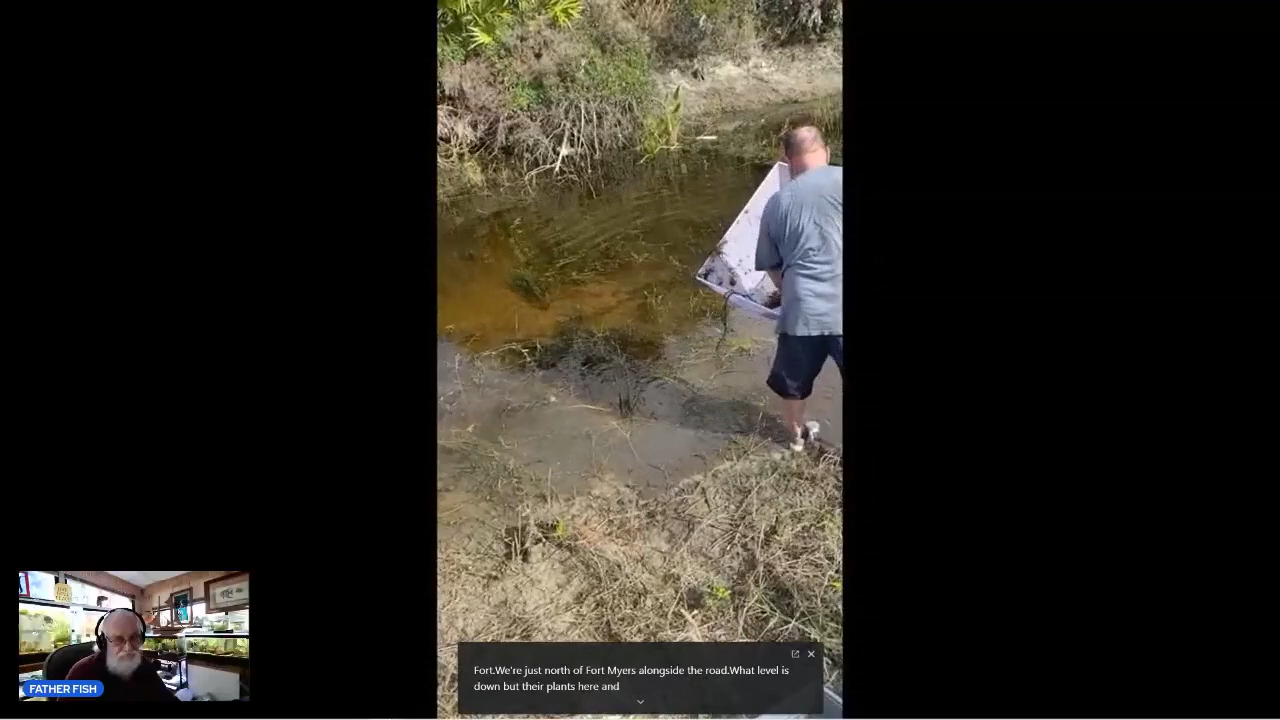 Fort.We're just north of Fort Myers alongside the road.What level is
down but their plants here and
FATHER FISH